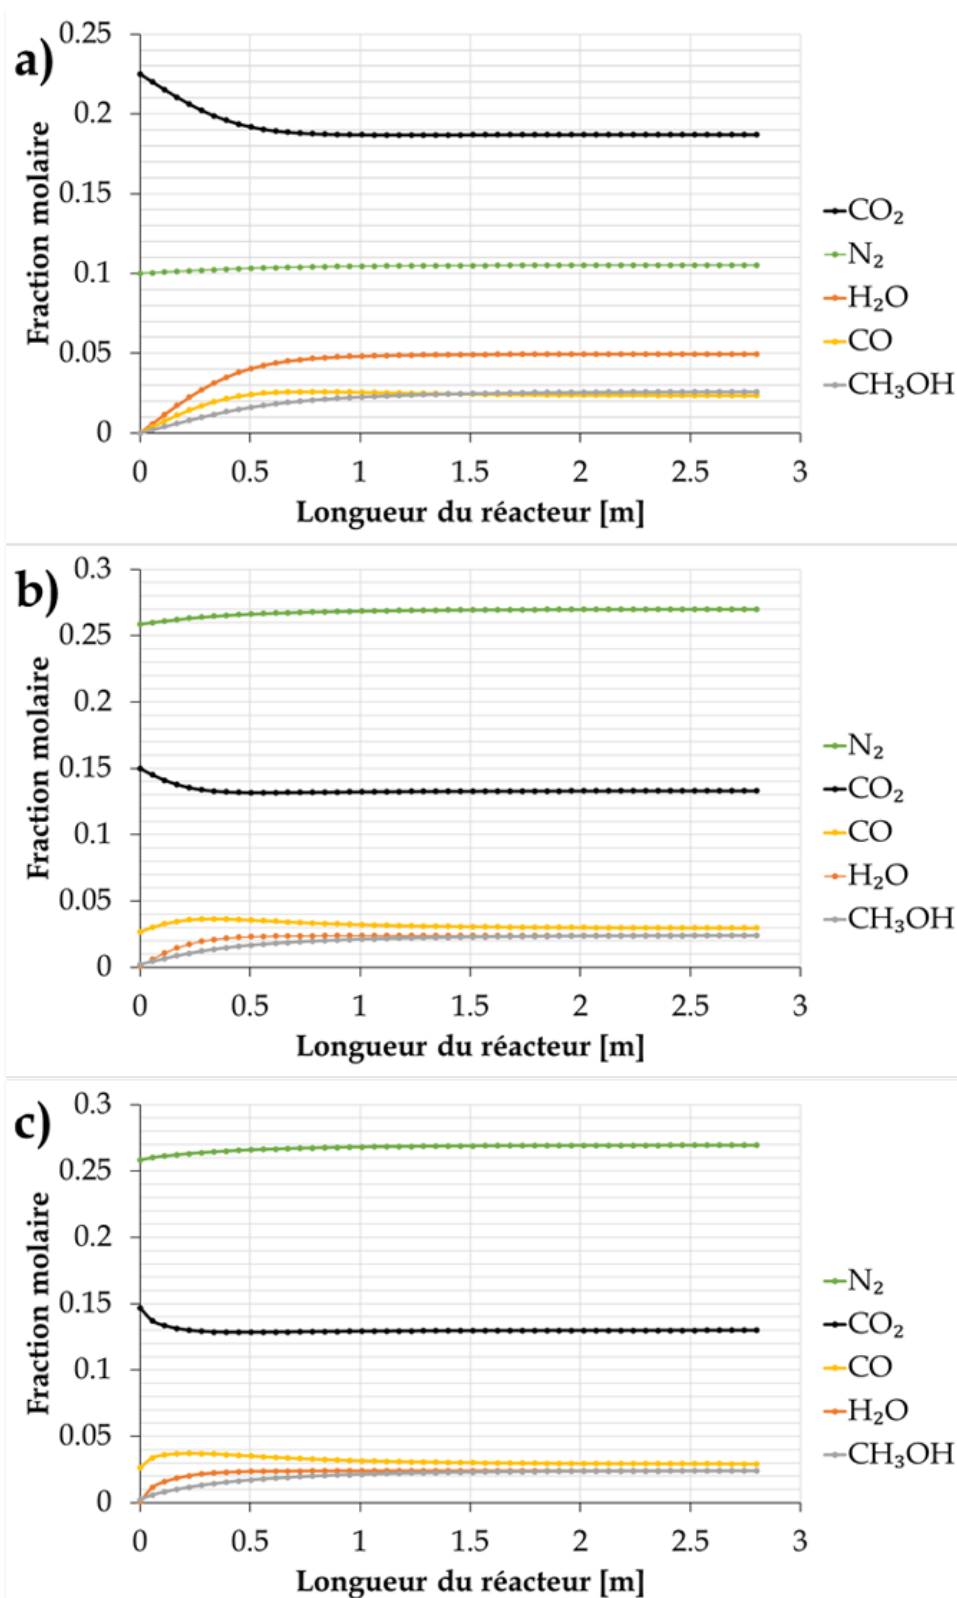 a)
Fraction molaire
0.25
0.2
0.15
0.1
0.05
0
0 0.5 1 1.5 2 2.5 3
Longueur du réacteur [m]
CO₂
N₂
H₂O
CO
CH₃OH
b)
Fraction molaire
0.3
0.25
0.2
0.15
0.1
0.05
0
0 0.5 1 1.5 2 2.5 3
Longueur du réacteur [m]
N₂
CO₂
CO
H₂O
CH₃OH
c)
Fraction molaire
0.3
0.25
0.2
0.15
0.1
0.05
0
0 0.5 1 1.5 2 2.5 3
Longueur du réacteur [m]
N₂
CO₂
CO
H₂O
CH₃OH